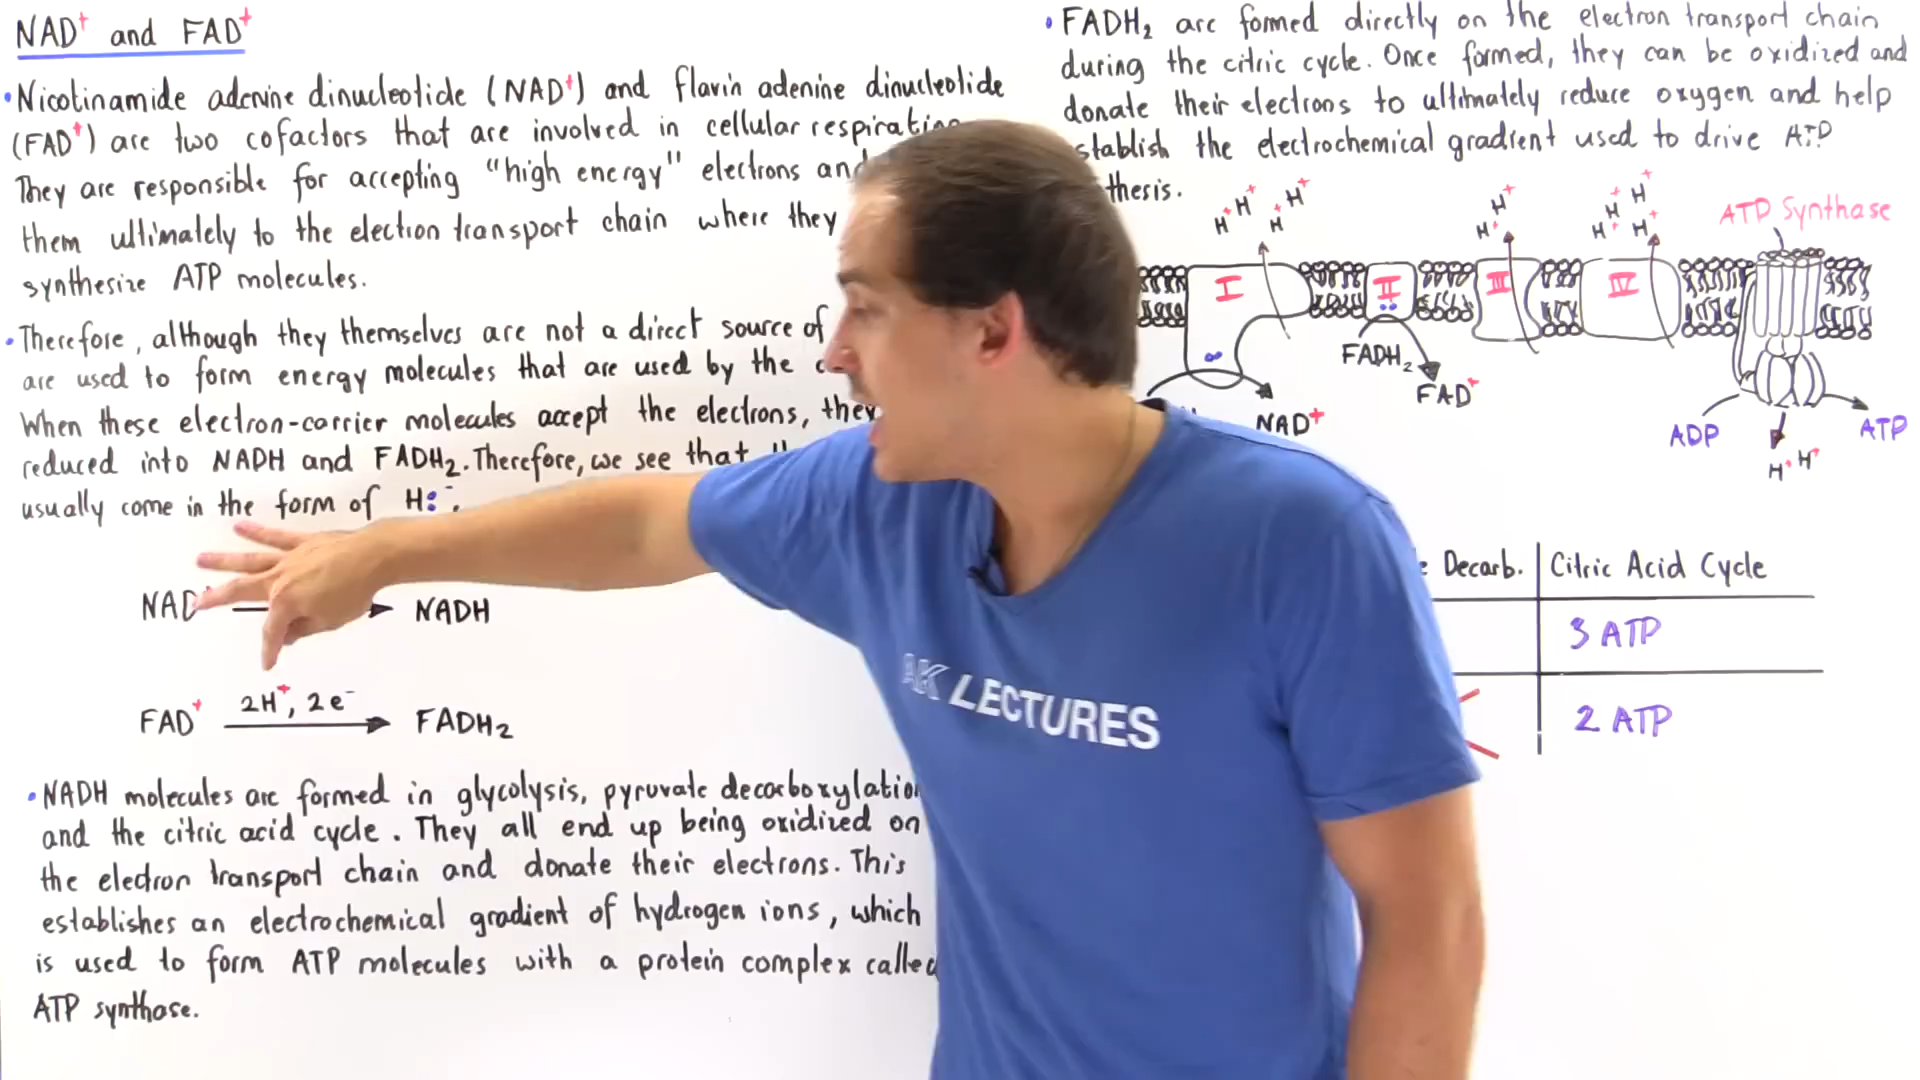 NAD+ and FAD+
• Nicotinamide adenine dinucleotide (NAD+) and flavin adenine dinucleotide
(FAD+) are two cofactors that are involved in cellular
They are responsible for accepting "high energy" electrons
them ultimately to the electron transport chain where they
synthesize ATP molecules.
• Therefore, although they themselves are not a direct source of
are used to form energy molecules that are used by the
When these electron-carrier molecules accept the electrons, they
reduced into NADH and FADH2. Therefore, we see that
usually come in the form of H:-.
NAD → NADH
FAD+ 2H+, 2e- → FADH2
• NADH molecules are formed in glycolysis, pyruvate
and the citric acid cycle. They all end up being oxidized on
the electron transport chain and donate their electrons. This
establishes an electrochemical gradient of hydrogen ions, which
is used to form ATP molecules with a protein complex called
ATP synthase.
• FADH2 are formed directly on the electron transport chain
during the citric cycle. Once formed, they can be oxidized and
donate their electrons to ultimately reduce oxygen and help
the electrochemical gradient used to drive ATP
H+ H+ H+ H+
H+ H+
H+ H+ H+ H+
ATP Synthase
I II III IV
FADH2
FAD+
NAD+
ADP
ATP
H+ H+
Decarb. Citric Acid Cycle
3 ATP
2 ATP
AK LECTURES